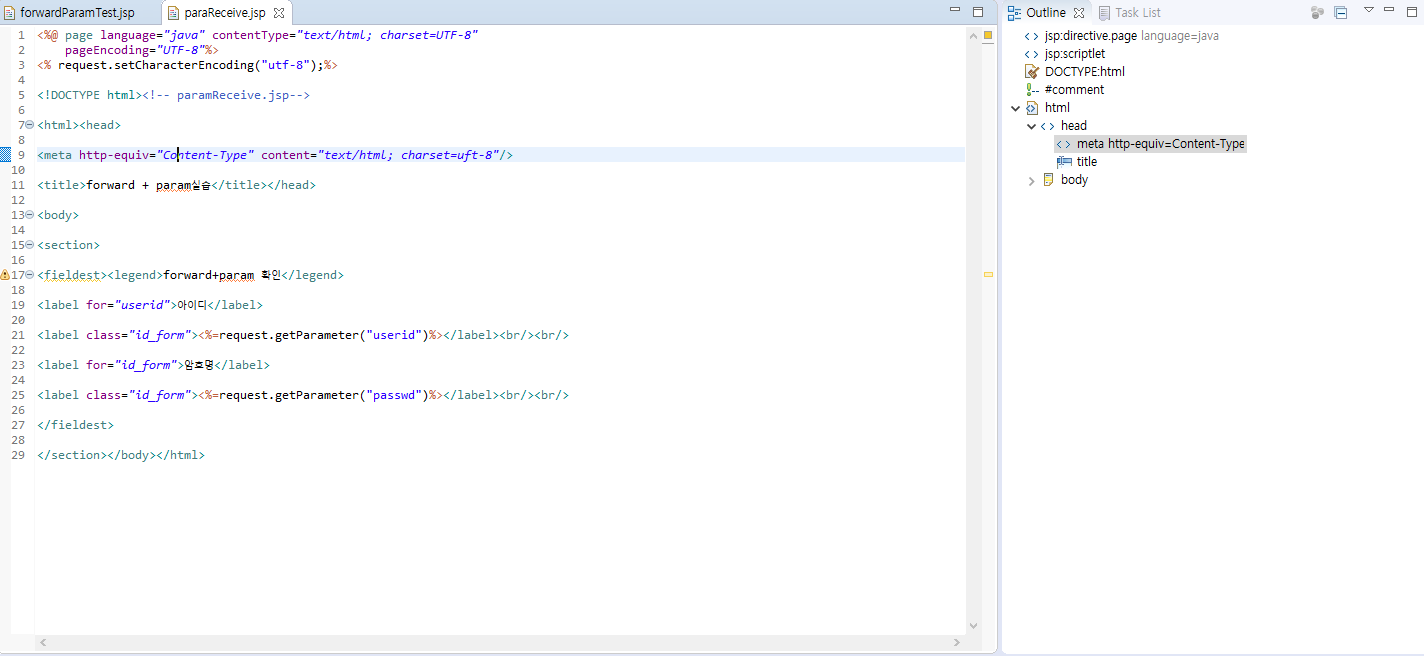 forwardParamTest.jsp
paraReceive.jsp
1 <%@ page language="java" contentType="text/html; charset=UTF-8"
2 pageEncoding="UTF-8"%>
3 <% request.setCharacterEncoding("utf-8");%>
4
5 <!DOCTYPE html><!-- paramReceive.jsp-->
6
7 <html><head>
8
9 <meta http-equiv="Content-Type" content="text/html; charset=uft-8"/>
10
11 <title>forward + param실습</title></head>
12
13 <body>
14
15 <section>
16
17 <fieldest><legend>forward+param 확인</legend>
18
19 <label for="userid">아이디</label>
20
21 <label class="id_form"><%=request.getParameter("userid")%></label><br/><br/>
22
23 <label for="id_form">암호명</label>
24
25 <label class="id_form"><%=request.getParameter("passwd")%></label><br/><br/>
26
27 </fieldest>
28
29 </section></body></html>
Outline
Task List
jsp:directive.page language=java
jsp:scriptlet
DOCTYPE:html
#comment
html
head
meta http-equiv=Content-Type
title
body